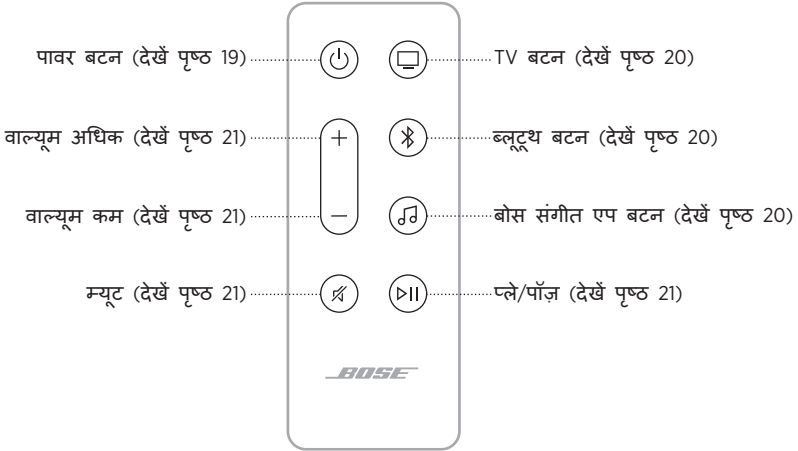 पावर बटन (देखें पृष्ठ 19)
TV बटन (देखें पृष्ठ 20)
वाल्यूम अधिक (देखें पृष्ठ 21)
ब्लूटूथ बटन (देखें पृष्ठ 20)
वाल्यूम कम (देखें पृष्ठ 21)
बोस संगीत एप बटन (देखें पृष्ठ 20)
म्यूट (देखें पृष्ठ 21)
प्ले/पॉज़ (देखें पृष्ठ 21)
BOSE